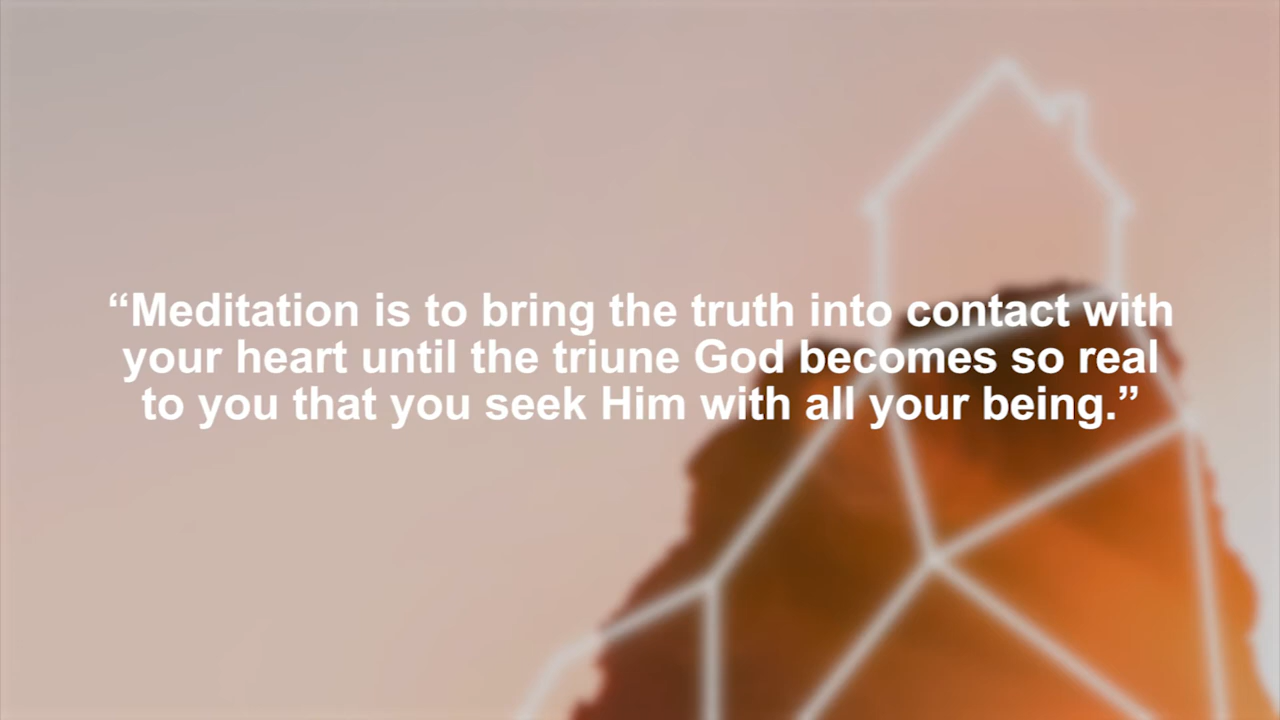 “Meditation is to bring the truth into contact with
your heart until the triune God becomes so real
to you that you seek Him with all your being.”